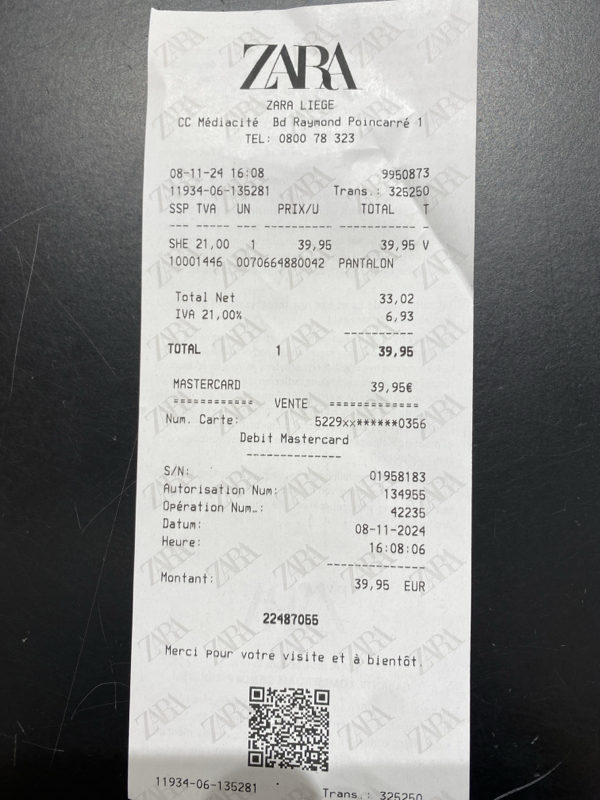 ZARA
ZARA LIEGE
CC Médiacité Bd Raymond Poincarré 1
TEL: 0800 78 323
08-11-24 16:08 9950873
11934-06-135281 Trans.: 325250
SSP TVA UN PRIX/U TOTAL T
--- ----- --- ------- -------- -
SHE 21,00 1 39,95 39,95 V
10001446 0070664880042 PANTALON
Total Net 33,02
IVA 21,00% 6,93
----------
TOTAL 1 39,95
MASTERCARD 39,95€
============ VENTE =============
Num. Carte: 5229xx******0356
Debit Mastercard
--------------
S/N: 01958183
Autorisation Num: 134955
Opération Num.: 42235
Datum: 08-11-2024
Heure: 16:08:06
--------------
Montant: 39,95 EUR
22487055
Merci pour votre visite et à bientôt.
11934-06-135281 Trans.: 325250